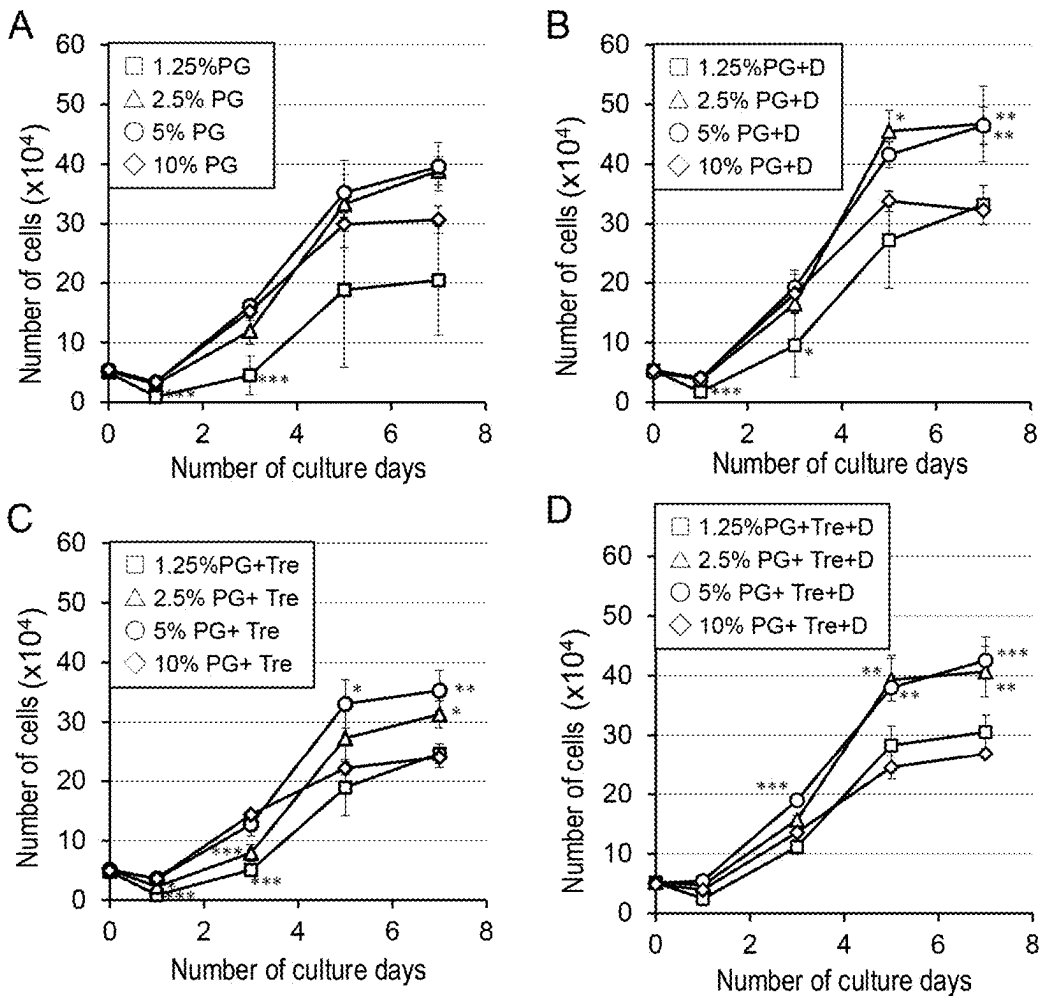 A
Number of cells (x10⁴)
60
50
40
30
20
10
0
1.25%PG
2.5% PG
5% PG
10% PG
***
***
0 2 4 6 8
Number of culture days
B
Number of cells (x10⁴)
60
50
40
30
20
10
0
1.25%PG+D
2.5% PG+D
5% PG+D
10% PG+D
*
**
**
*
***
0 2 4 6 8
Number of culture days
C
Number of cells (x10⁴)
60
50
40
30
20
10
0
1.25%PG+Tre
2.5% PG+ Tre
5% PG+ Tre
10% PG+ Tre
*
**
*
***
***
*
***
0 2 4 6 8
Number of culture days
D
Number of cells (x10⁴)
60
50
40
30
20
10
0
1.25%PG+Tre+D
2.5% PG+ Tre+D
5% PG+ Tre+D
10% PG+ Tre+D
**
**
***
**
***
0 2 4 6 8
Number of culture days